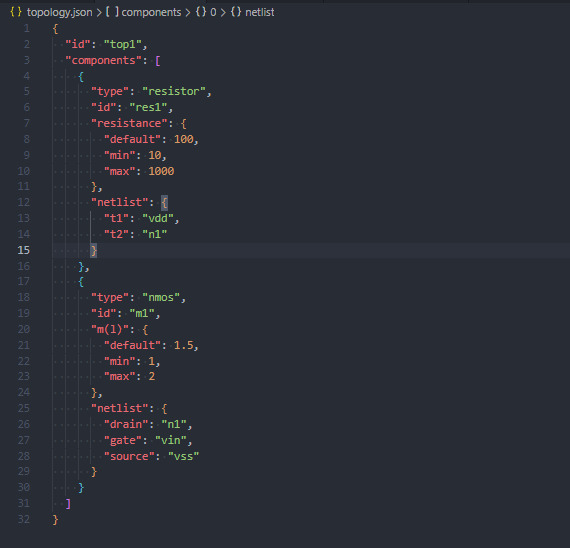 {} topology.json > [ ] components > {} 0 > {} netlist
1 {
2   "id": "top1",
3   "components": [
4     {
5       "type": "resistor",
6       "id": "res1",
7       "resistance": {
8         "default": 100,
9         "min": 10,
10         "max": 1000
11       },
12       "netlist": {
13         "t1": "vdd",
14         "t2": "n1"
15       }
16     },
17     {
18       "type": "nmos",
19       "id": "m1",
20       "m(l)": {
21         "default": 1.5,
22         "min": 1,
23         "max": 2
24       },
25       "netlist": {
26         "drain": "n1",
27         "gate": "vin",
28         "source": "vss"
29       }
30     }
31   ]
32 }